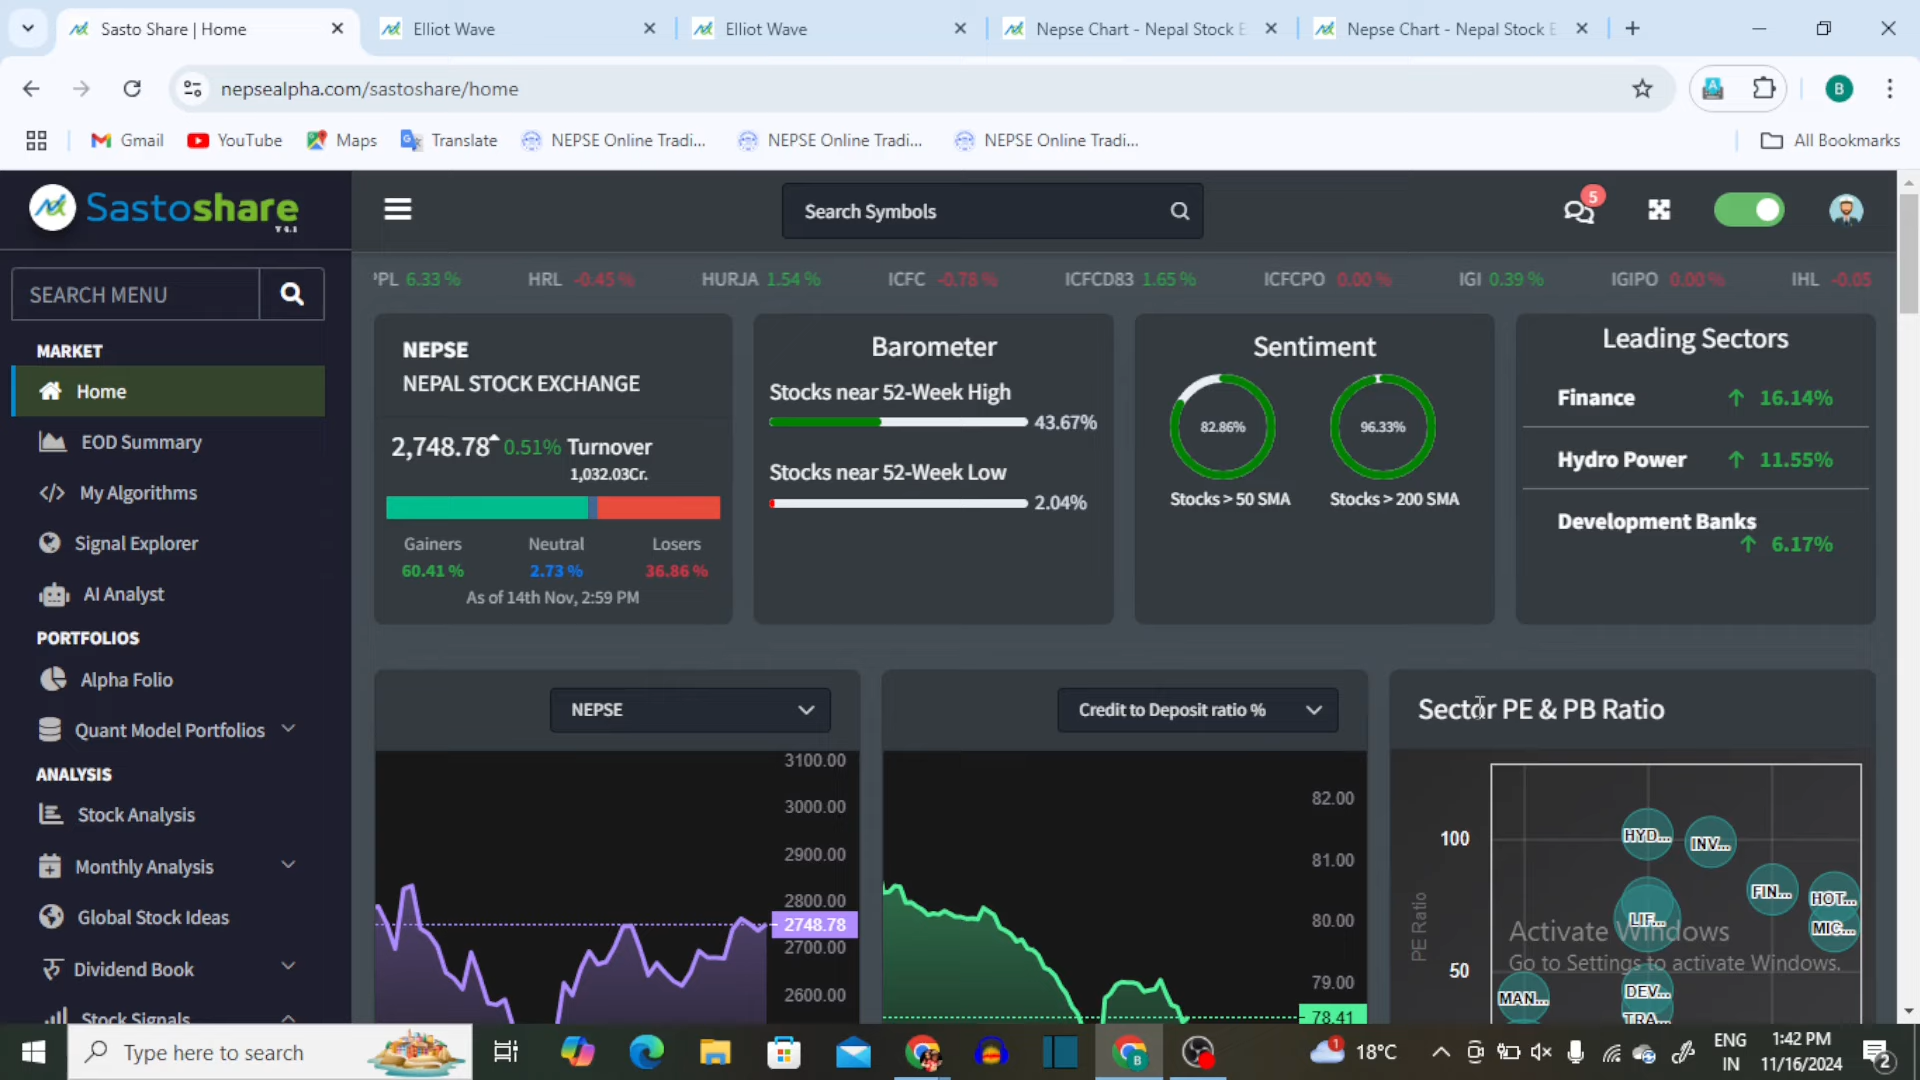 Sasto Share | Home
Elliot Wave
Elliot Wave
Nepse Chart - Nepal Stock E
Nepse Chart - Nepal Stock E
nepsealpha.com/sastoshare/home
B
Gmail
YouTube
Maps
Translate
NEPSE Online Tradi...
NEPSE Online Tradi...
NEPSE Online Tradi...
All Bookmarks
Sastoshare
V 4.1
Search Symbols
5
PL 6.33 %
HRL -0.45 %
HURJA 1.54 %
ICFC -0.78 %
ICFCD83 1.65 %
ICFCPO 0.00 %
IGI 0.39 %
IGIPO 0.00 %
IHL -0.05
SEARCH MENU
MARKET
Home
EOD Summary
My Algorithms
Signal Explorer
AI Analyst
PORTFOLIOS
Alpha Folio
Quant Model Portfolios
ANALYSIS
Stock Analysis
Monthly Analysis
Global Stock Ideas
Dividend Book
Stock Signals
NEPSE
NEPAL STOCK EXCHANGE
2,748.78 0.51% Turnover
1,032.03Cr.
Gainers
Neutral
Losers
60.41 %
2.73 %
36.86 %
As of 14th Nov, 2:59 PM
Barometer
Stocks near 52-Week High
43.67%
Stocks near 52-Week Low
2.04%
Sentiment
82.86%
96.33%
Stocks > 50 SMA
Stocks > 200 SMA
Leading Sectors
Finance
16.14%
Hydro Power
11.55%
Development Banks
6.17%
NEPSE
3100.00
3000.00
2900.00
2800.00
2748.78
2700.00
2600.00
Credit to Deposit ratio %
82.00
81.00
80.00
79.00
78.41
Sector PE & PB Ratio
PE Ratio
100
50
HYD...
INV...
FIN...
HOT...
LIF...
MIC...
DEV...
MAN...
TRA...
Activate Windows
Go to Settings to activate Windows.
Type here to search
B
1
18°C
ENG
IN
1:42 PM
11/16/2024
2